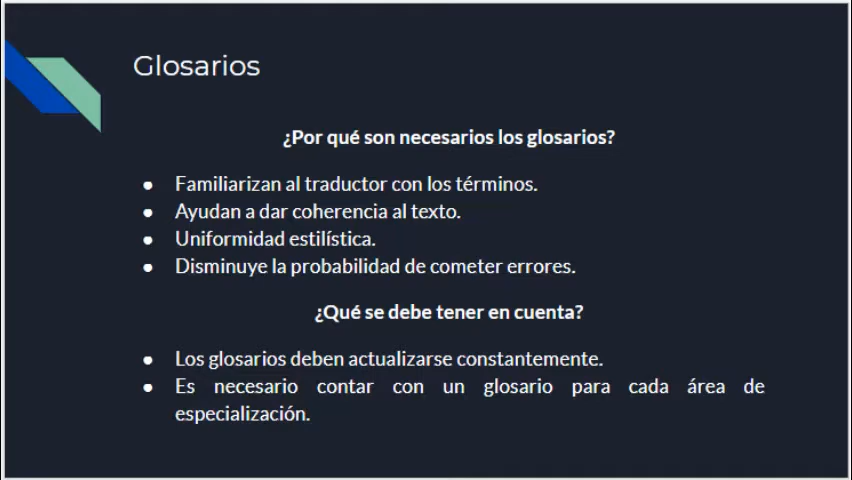 Glosarios
¿Por qué son necesarios los glosarios?
● Familiarizan al traductor con los términos.
● Ayudan a dar coherencia al texto.
● Uniformidad estilística.
● Disminuye la probabilidad de cometer errores.
¿Qué se debe tener en cuenta?
● Los glosarios deben actualizarse constantemente.
● Es necesario contar con un glosario para cada área de
especialización.